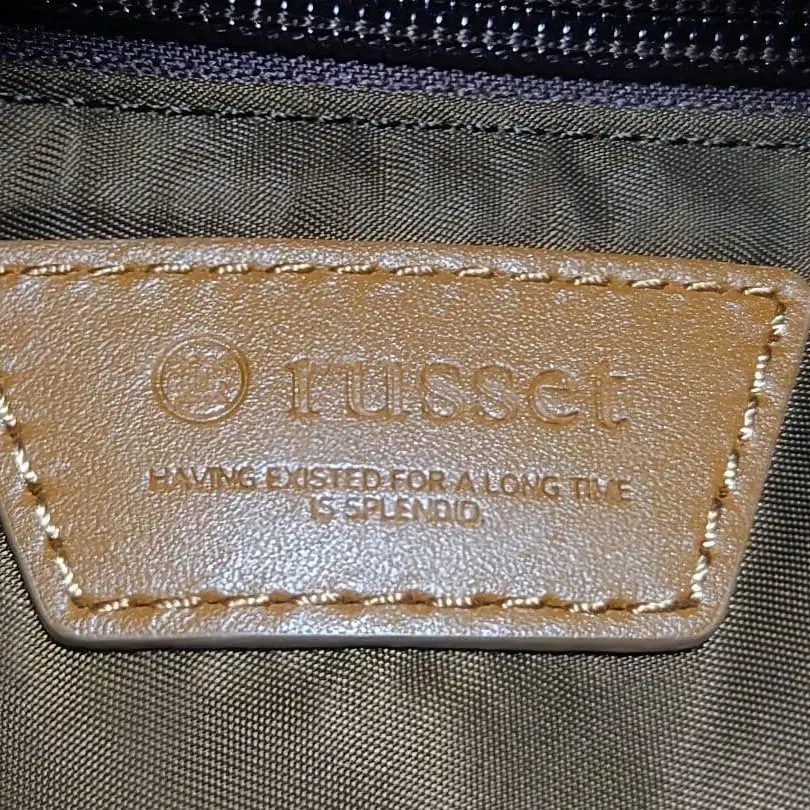 russet
HAVING EXISTED FOR A LONG TIME
IS SPLENDID.